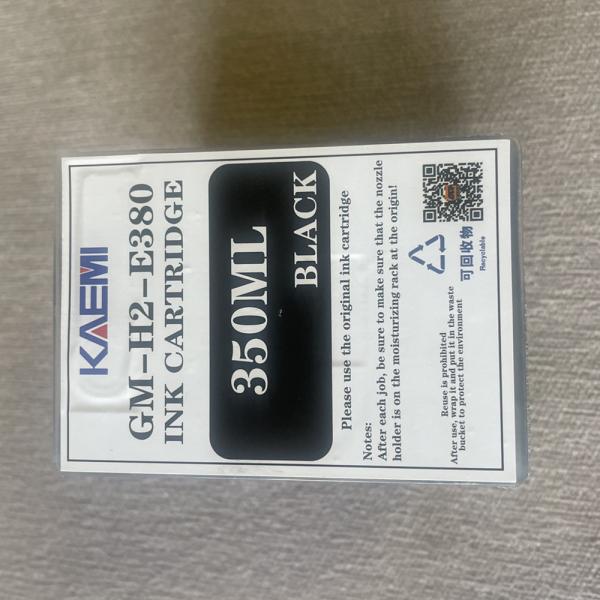 KAEMI
GM-H2-E380
INK CARTRIDGE
350ML
BLACK
Please use the original ink cartridge
Notes:
After each job, be sure to make sure that the nozzle
holder is on the moisturizing rack at the origin!
Reuse is prohibited
After use, wrap it and put it in the waste
bucket to protect the environment
可回收物
Recyclable